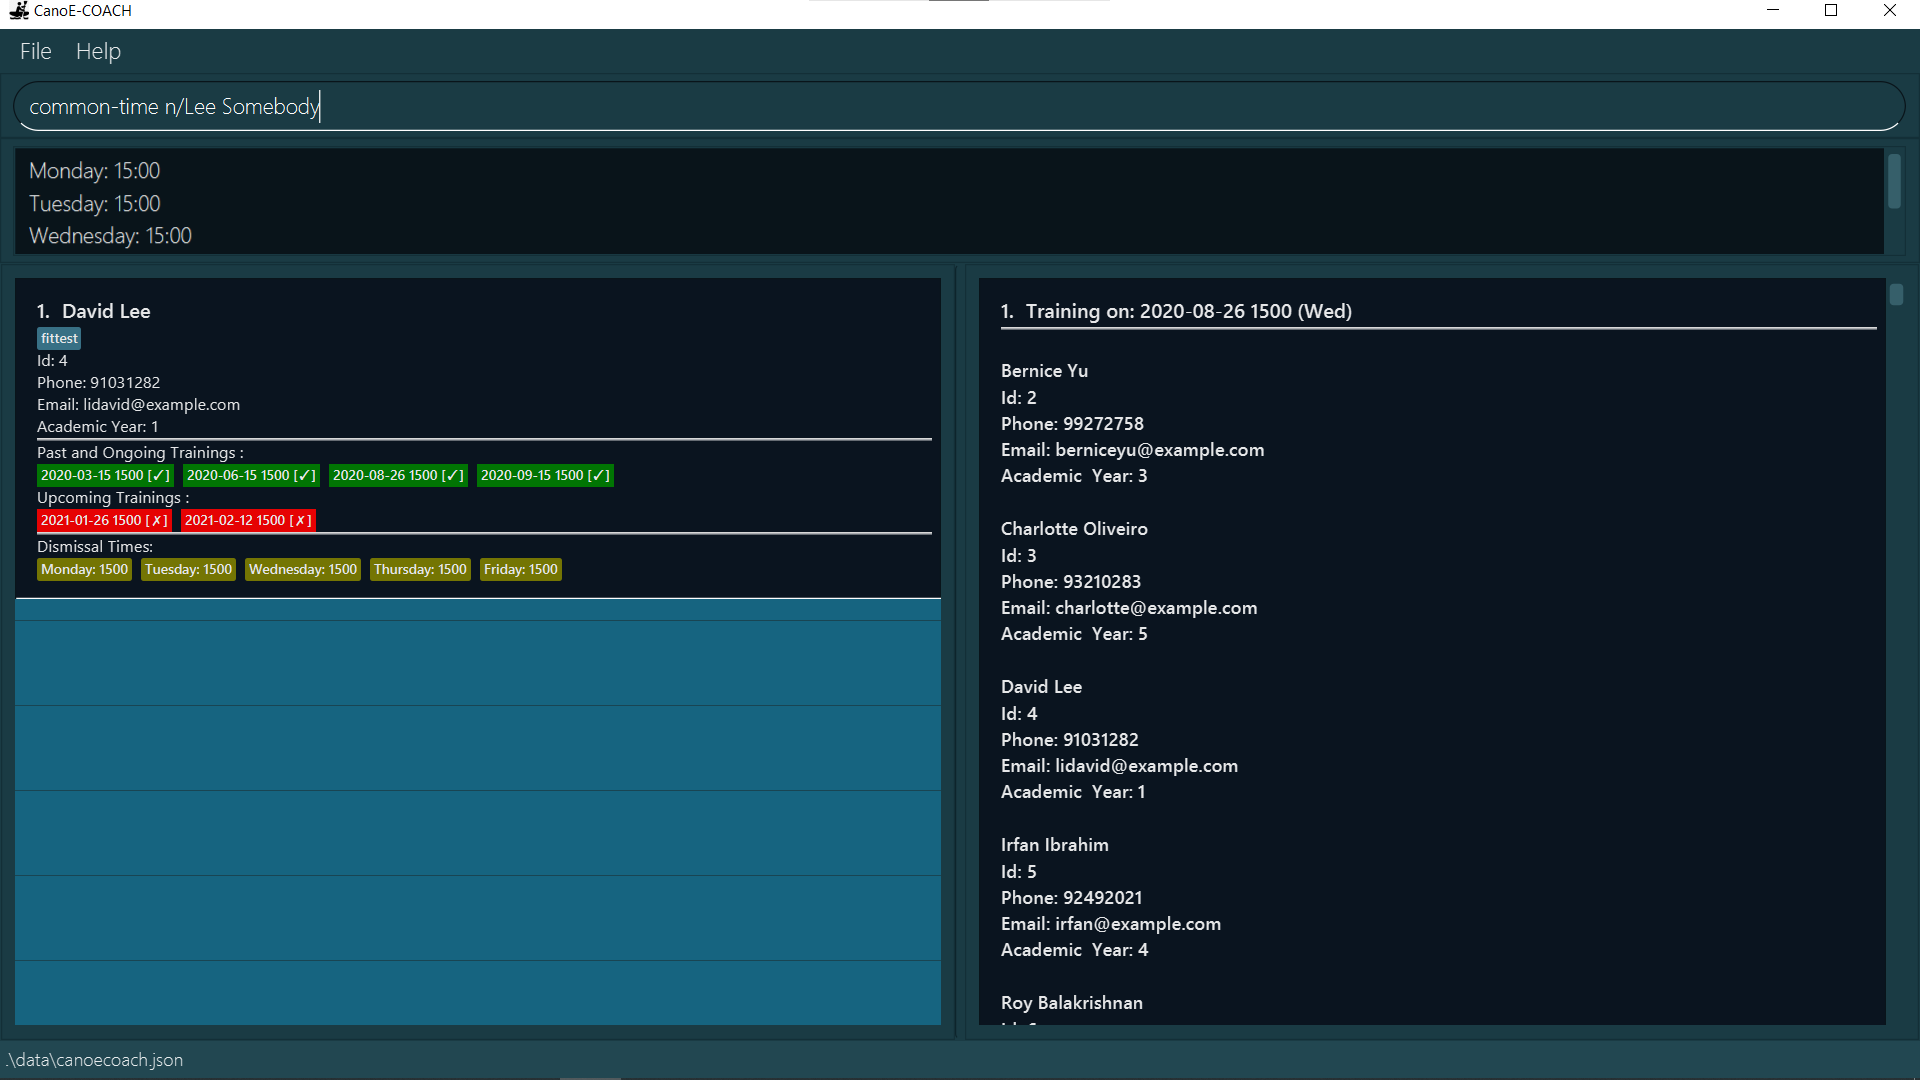 CanoE-COACH
File Help
common-time n/Lee Somebody
Monday: 15:00
Tuesday: 15:00
Wednesday: 15:00
1. David Lee
fittest
Id: 4
Phone: 91031282
Email: lidavid@example.com
Academic Year: 1
Past and Ongoing Trainings :
2020-03-15 1500 [✓] 2020-06-15 1500 [✓] 2020-08-26 1500 [✓] 2020-09-15 1500 [✓]
Upcoming Trainings :
2021-01-26 1500 [✗] 2021-02-12 1500 [✗]
Dismissal Times:
Monday: 1500 Tuesday: 1500 Wednesday: 1500 Thursday: 1500 Friday: 1500
1. Training on: 2020-08-26 1500 (Wed)
Bernice Yu
Id: 2
Phone: 99272758
Email: berniceyu@example.com
Academic Year: 3
Charlotte Oliveiro
Id: 3
Phone: 93210283
Email: charlotte@example.com
Academic Year: 5
David Lee
Id: 4
Phone: 91031282
Email: lidavid@example.com
Academic Year: 1
Irfan Ibrahim
Id: 5
Phone: 92492021
Email: irfan@example.com
Academic Year: 4
Roy Balakrishnan
.\data\canoecoach.json